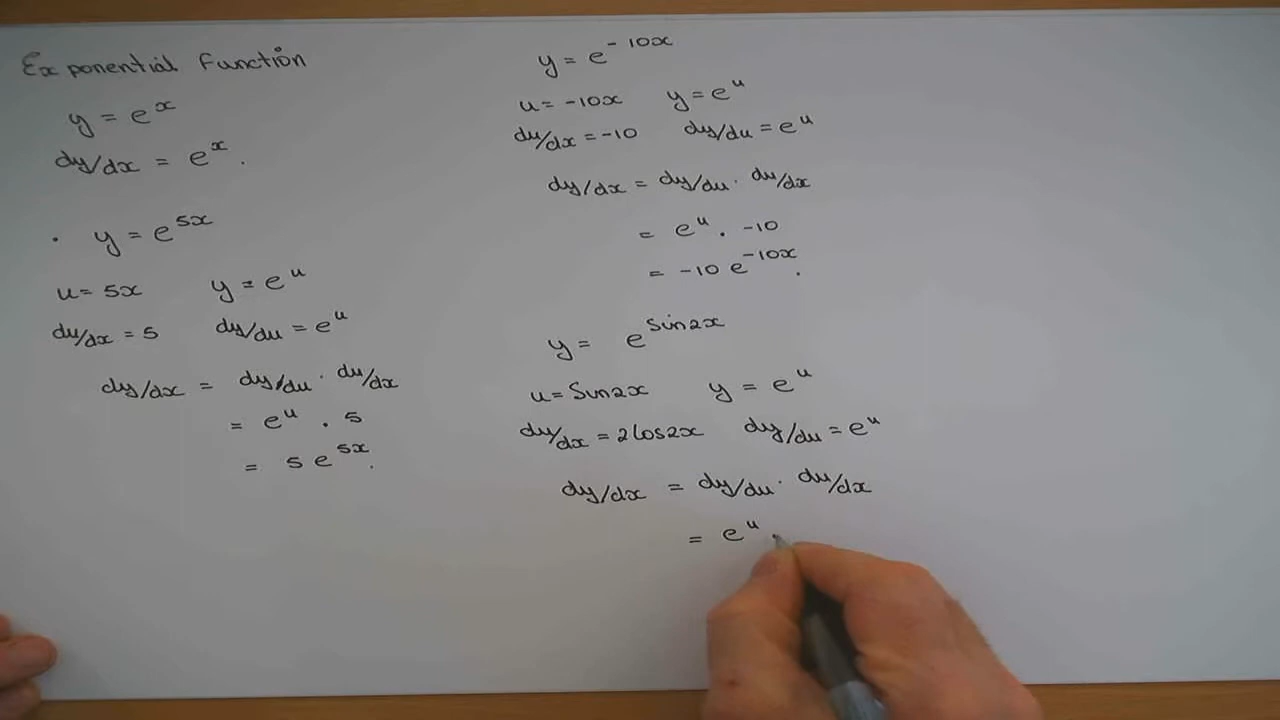 Exponential Function
y = e^x
dy/dx = e^x.
· y = e^5x
u = 5x y = e^u
du/dx = 5 dy/du = e^u
dy/dx = dy/du · du/dx
= e^u . 5
= 5 e^5x.
y = e^-10x
u = -10x y = e^u
du/dx = -10 dy/du = e^u
dy/dx = dy/du · du/dx
= e^u . -10
= -10 e^-10x.
y = e^Sin2x
u = Sin2x y = e^u
du/dx = 2Cos2x dy/du = e^u
dy/dx = dy/du · du/dx
= e^u .